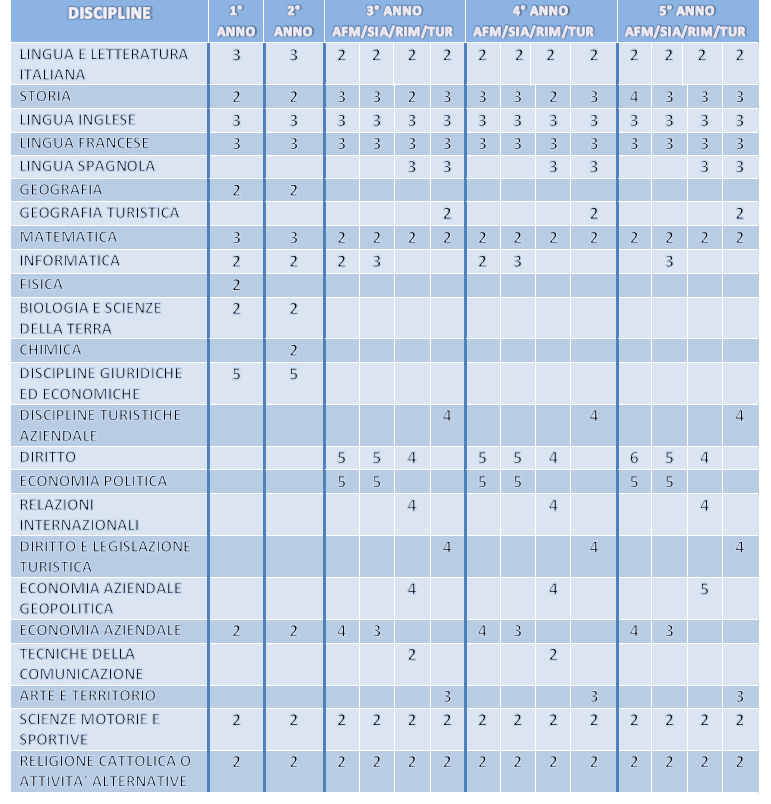 DISCIPLINE 1° ANNO 2° ANNO 3° ANNO AFM/SIA/RIM/TUR 4° ANNO AFM/SIA/RIM/TUR 5° ANNO AFM/SIA/RIM/TUR
LINGUA E LETTERATURA 3 3 2 2 2 2 2 2 2 2 2 2 2 2
ITALIANA
STORIA 2 2 3 3 2 3 3 3 2 3 4 3 3 3
LINGUA INGLESE 3 3 3 3 3 3 3 3 3 3 3 3 3 3
LINGUA FRANCESE 3 3 3 3 3 3 3 3 3 3 3 3 3 3
LINGUA SPAGNOLA 3 3 3 3 3 3
GEOGRAFIA 2 2
GEOGRAFIA TURISTICA 2 2 2
MATEMATICA 3 3 2 2 2 2 2 2 2 2 2 2 2 2
INFORMATICA 2 2 2 3 2 3 3
FISICA 2
BIOLOGIA E SCIENZE 2 2
DELLA TERRA
CHIMICA 2
DISCIPLINE GIURIDICHE 5 5
ED ECONOMICHE
DISCIPLINE TURISTICHE 4 4 4
AZIENDALE
DIRITTO 5 5 4 5 5 4 6 5 4
ECONOMIA POLITICA 5 5 5 5 5 5
RELAZIONI 4 4 4
INTERNAZIONALI
DIRITTO E LEGISLAZIONE 4 4 4
TURISTICA
ECONOMIA AZIENDALE 4 4 5
GEOPOLITICA
ECONOMIA AZIENDALE 2 2 4 3 4 3 4 3
TECNICHE DELLA 2 2
COMUNICAZIONE
ARTE E TERRITORIO 3 3 3
SCIENZE MOTORIE E 2 2 2 2 2 2 2 2 2 2 2 2 2 2
SPORTIVE
RELIGIONE CATTOLICA O 2 2 2 2 2 2 2 2 2 2 2 2 2 2
ATTIVITA´ ALTERNATIVE